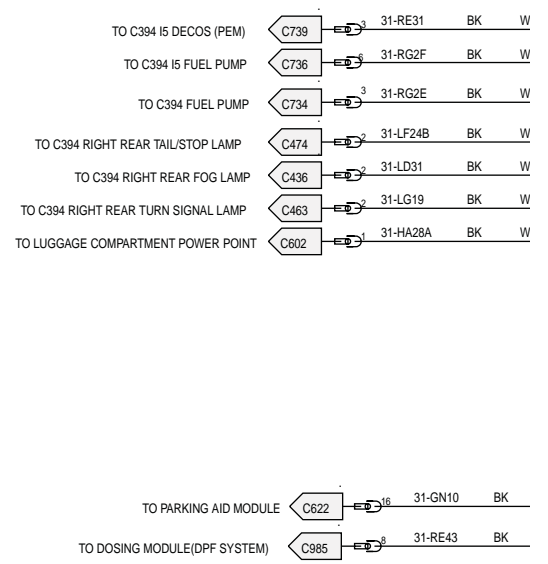 TO C394 I5 DECOS (PEM) C739 3 31-RE31 BK W
TO C394 I5 FUEL PUMP C736 6 31-RG2F BK W
TO C394 FUEL PUMP C734 3 31-RG2E BK W
TO C394 RIGHT REAR TAIL/STOP LAMP C474 2 31-LF24B BK W
TO C394 RIGHT REAR FOG LAMP C436 2 31-LD31 BK W
TO C394 RIGHT REAR TURN SIGNAL LAMP C463 2 31-LG19 BK W
TO LUGGAGE COMPARTMENT POWER POINT C602 1 31-HA28A BK W
TO PARKING AID MODULE C622 16 31-GN10 BK
TO DOSING MODULE(DPF SYSTEM) C985 8 31-RE43 BK